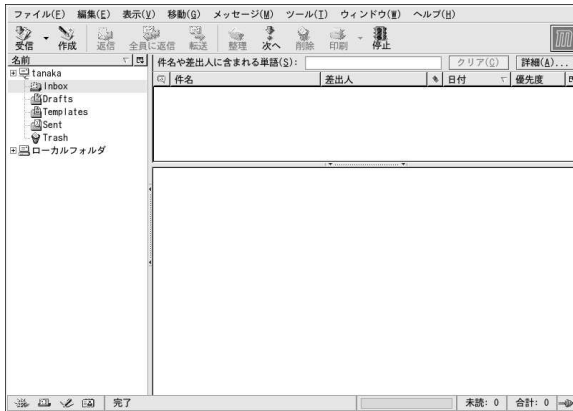 ファイル(F) 編集(E) 表示(V) 移動(G) メッセージ(M) ツール(T) ウィンドウ(W) ヘルプ(H)
受信 作成 返信 全員に返信 転送 整理 次へ 削除 印刷 停止
名前
tanaka
Inbox
Drafts
Templates
Sent
Trash
ローカルフォルダ
件名や差出人に含まれる単語(S): クリア(C) 詳細(A)...
件名 差出人 日付 優先度
完了 未読: 0 合計: 0